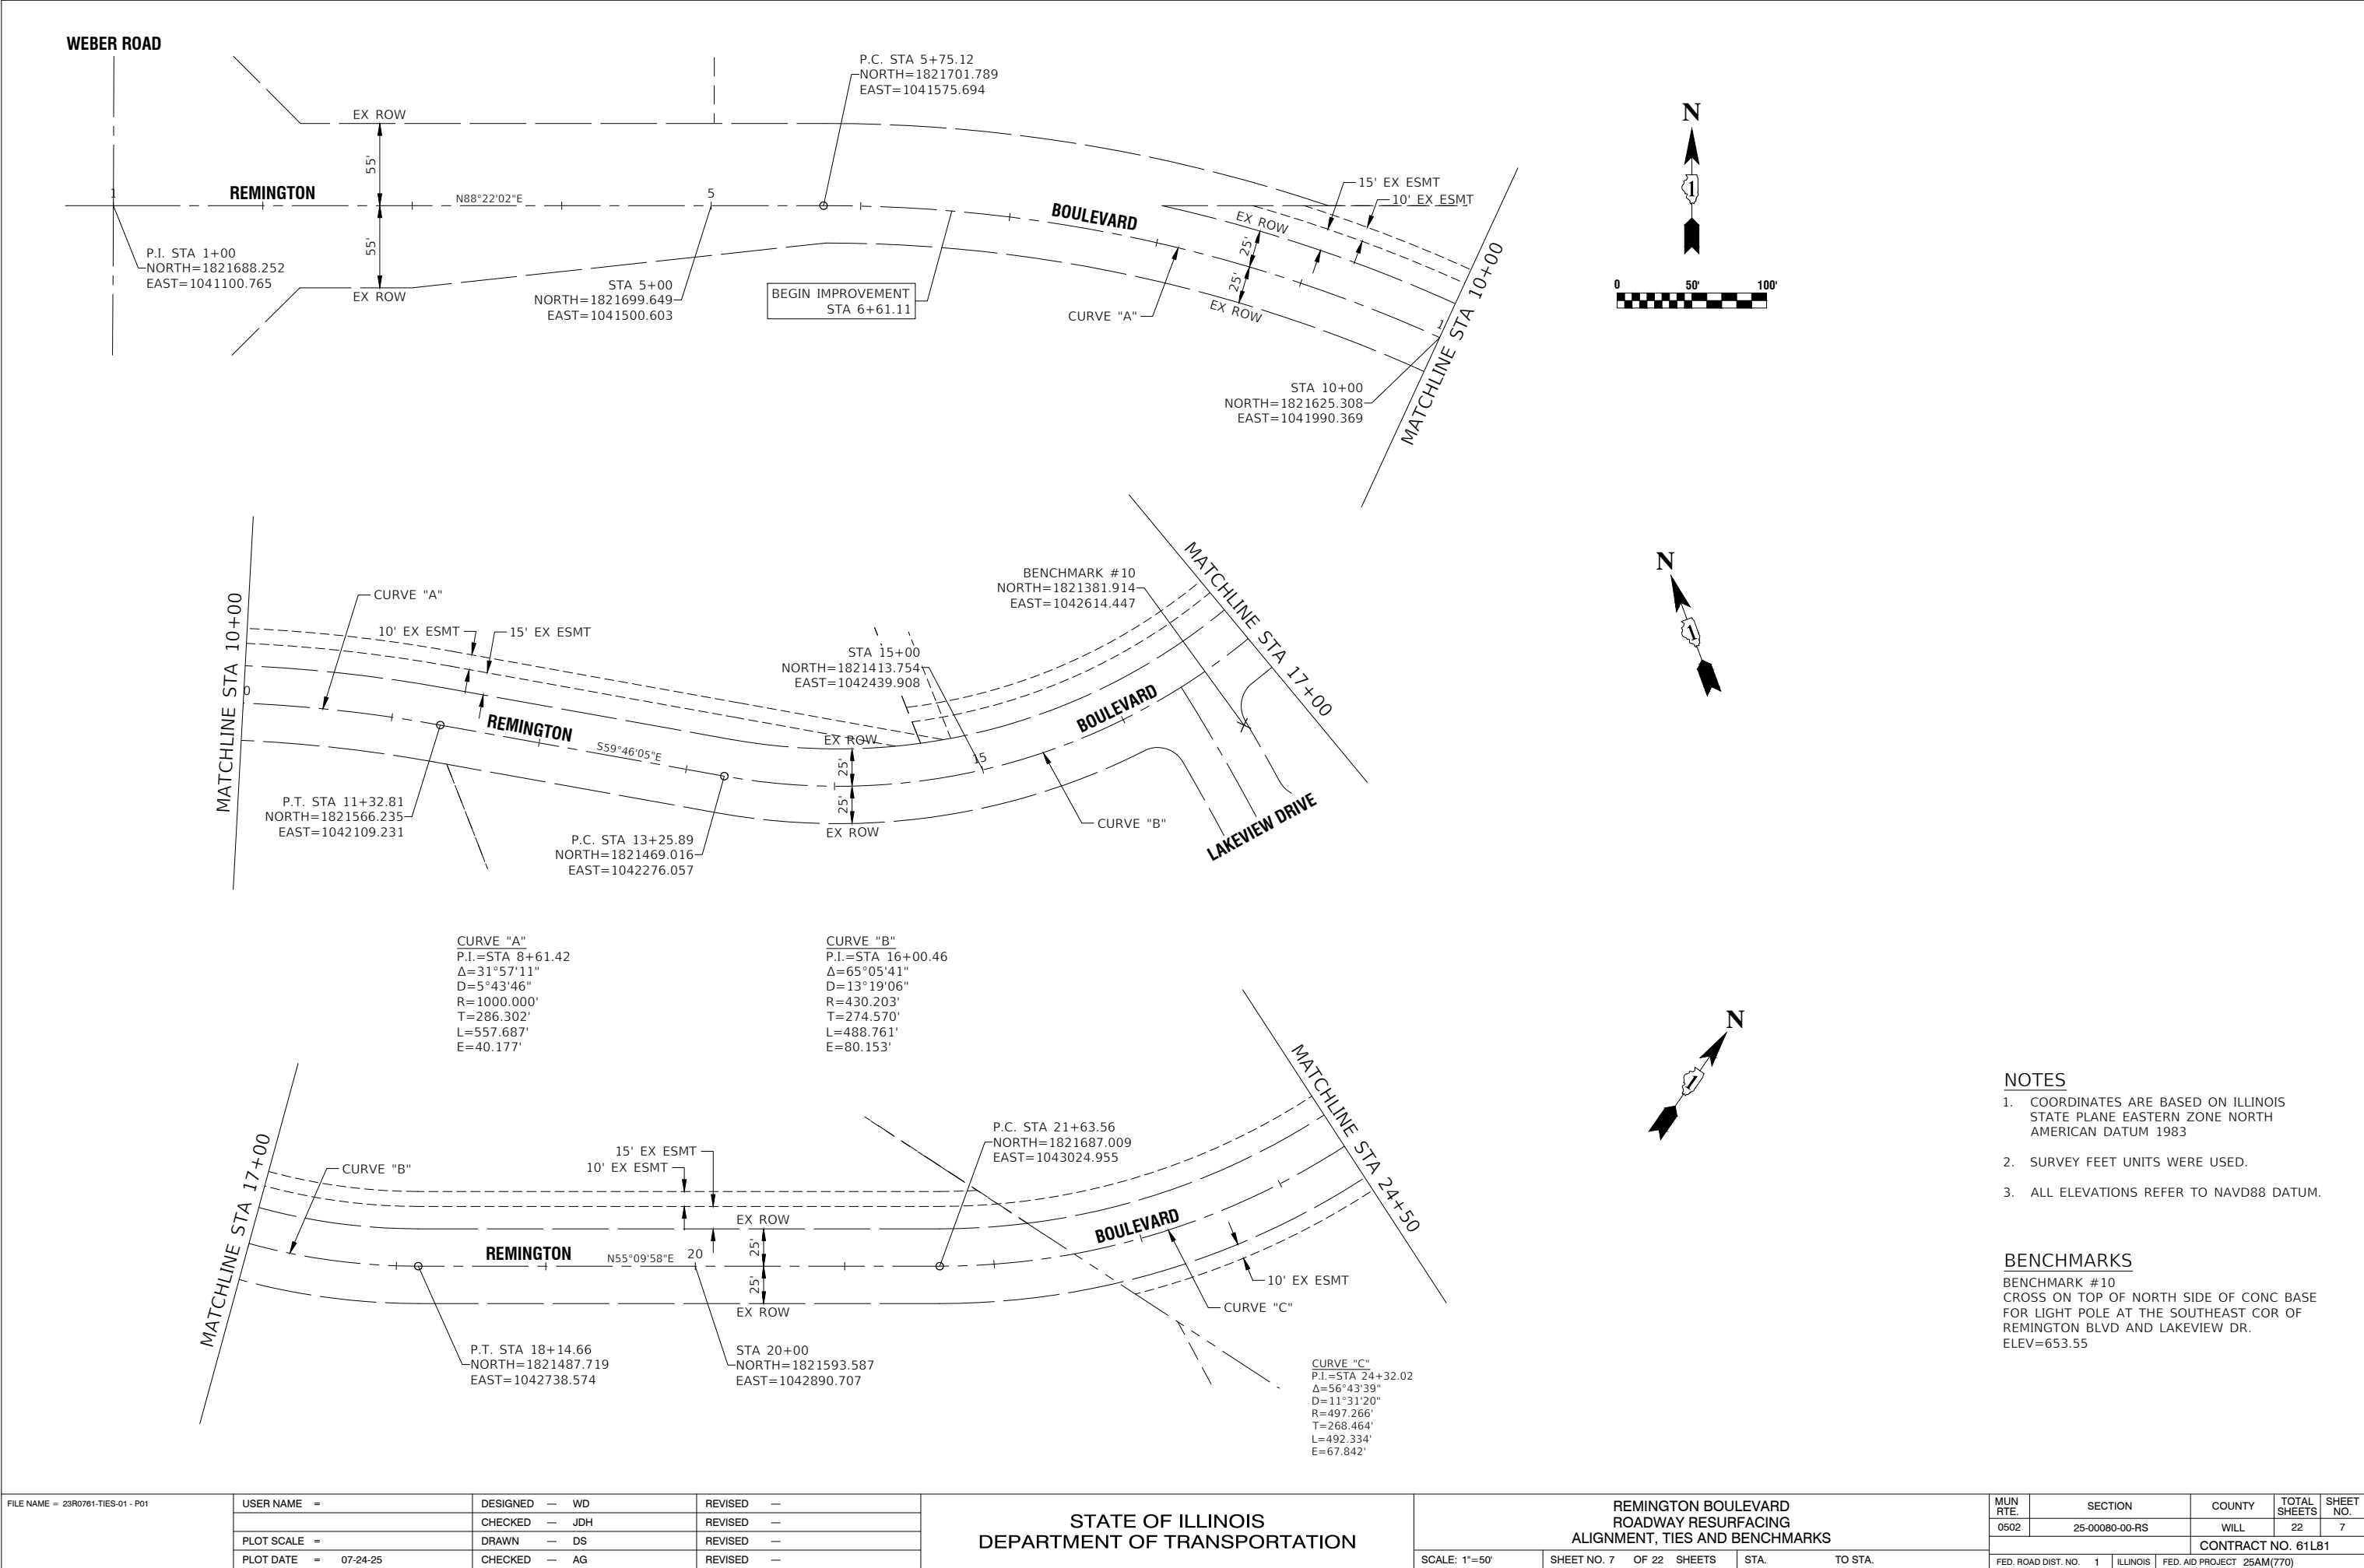 WEBER ROAD
P.C. STA 5+75.12
NORTH=1821701.789
EAST=1041575.694
EX ROW
55'
1
REMINGTON
N88°22'02"E
5
55'
EX ROW
P.I. STA 1+00
NORTH=1821688.252
EAST=1041100.765
STA 5+00
NORTH=1821699.649
EAST=1041500.603
BEGIN IMPROVEMENT
STA 6+61.11
BOULEVARD
15' EX ESMT
10' EX ESMT
EX ROW
25'
25'
EX ROW
CURVE "A"
1
MATCHLINE STA 10+00
STA 10+00
NORTH=1821625.308
EAST=1041990.369
N
1
0 50' 100'
MATCHLINE STA 10+00
0
CURVE "A"
10' EX ESMT
15' EX ESMT
REMINGTON
S59°46'05"E
P.T. STA 11+32.81
NORTH=1821566.235
EAST=1042109.231
P.C. STA 13+25.89
NORTH=1821469.016
EAST=1042276.057
STA 15+00
NORTH=1821413.754
EAST=1042439.908
EX ROW
25'
25'
EX ROW
15
BENCHMARK #10
NORTH=1821381.914
EAST=1042614.447
BOULEVARD
CURVE "B"
LAKEVIEW DRIVE
MATCHLINE STA 17+00
N
1
CURVE "A"
P.I.=STA 8+61.42
Δ=31°57'11"
D=5°43'46"
R=1000.000'
T=286.302'
L=557.687'
E=40.177'
CURVE "B"
P.I.=STA 16+00.46
Δ=65°05'41"
D=13°19'06"
R=430.203'
T=274.570'
L=488.761'
E=80.153'
MATCHLINE STA 17+00
CURVE "B"
15' EX ESMT
10' EX ESMT
REMINGTON
N55°09'58"E
20
EX ROW
25'
25'
EX ROW
P.T. STA 18+14.66
NORTH=1821487.719
EAST=1042738.574
STA 20+00
NORTH=1821593.587
EAST=1042890.707
P.C. STA 21+63.56
NORTH=1821687.009
EAST=1043024.955
BOULEVARD
10' EX ESMT
CURVE "C"
MATCHLINE STA 24+50
CURVE "C"
P.I.=STA 24+32.02
Δ=56°43'39"
D=11°31'20"
R=497.266'
T=268.464'
L=492.334'
E=67.842'
N
1
NOTES
1. COORDINATES ARE BASED ON ILLINOIS
STATE PLANE EASTERN ZONE NORTH
AMERICAN DATUM 1983
2. SURVEY FEET UNITS WERE USED.
3. ALL ELEVATIONS REFER TO NAVD88 DATUM.
BENCHMARKS
BENCHMARK #10
CROSS ON TOP OF NORTH SIDE OF CONC BASE
FOR LIGHT POLE AT THE SOUTHEAST COR OF
REMINGTON BLVD AND LAKEVIEW DR.
ELEV=653.55
FILE NAME = 23R0761-TIES-01 - P01
USER NAME =
PLOT SCALE =
PLOT DATE = 07-24-25
DESIGNED — WD
CHECKED — JDH
DRAWN — DS
CHECKED — AG
REVISED —
REVISED —
REVISED —
REVISED —
STATE OF ILLINOIS
DEPARTMENT OF TRANSPORTATION
REMINGTON BOULEVARD
ROADWAY RESURFACING
ALIGNMENT, TIES AND BENCHMARKS
SCALE: 1"=50' SHEET NO. 7 OF 22 SHEETS STA. TO STA.
MUN RTE. SECTION COUNTY TOTAL SHEETS SHEET NO.
0502 25-00080-00-RS WILL 22 7
CONTRACT NO. 61L81
FED. ROAD DIST. NO. 1 ILLINOIS FED. AID PROJECT 25AM(770)